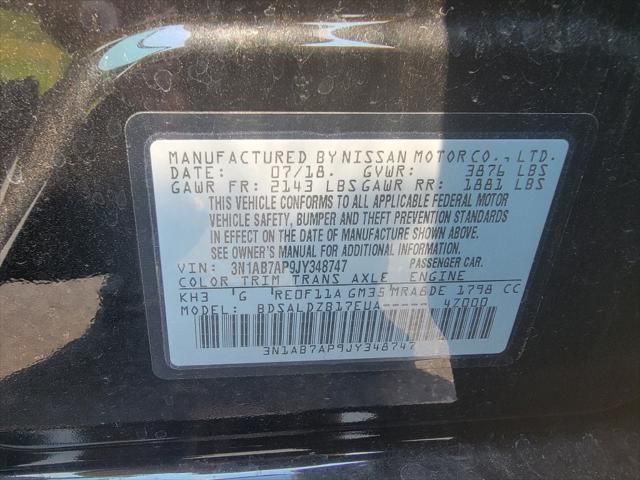 MANUFACTURED BY NISSAN MOTOR CO., LTD.
DATE: 07/18. GVWR: 3876 LBS
GAWR FR: 2143 LBS GAWR RR: 1881 LBS
THIS VEHICLE CONFORMS TO ALL APPLICABLE FEDERAL MOTOR
VEHICLE SAFETY, BUMPER AND THEFT PREVENTION STANDARDS
IN EFFECT ON THE DATE OF MANUFACTURE SHOWN ABOVE.
SEE OWNER'S MANUAL FOR ADDITIONAL INFORMATION.
VIN: 3N1AB7AP9JY348747 PASSENGER CAR.
COLOR TRIM TRANS AXLE ENGINE
KH3 'G RE0F11A GM35 MRA8DE 1798 CC
MODEL: BDSALDZB17EUA----- 4Z000
3N1AB7AP9JY348747